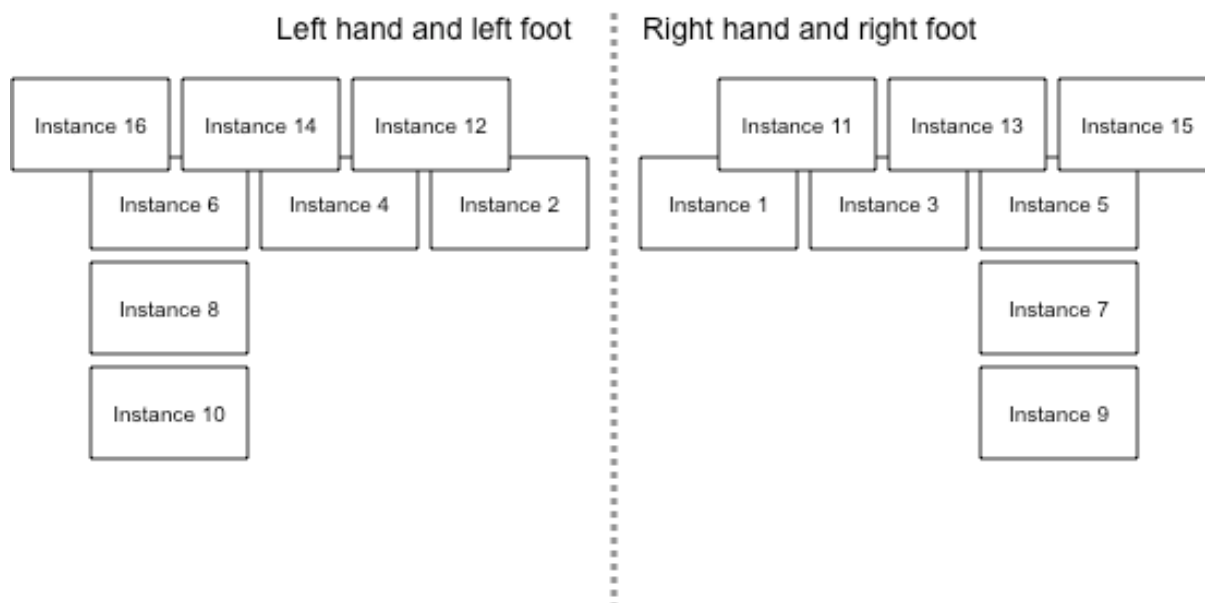 Left hand and left foot
Right hand and right foot
Instance 16
Instance 14
Instance 12
Instance 11
Instance 13
Instance 15
Instance 6
Instance 4
Instance 2
Instance 1
Instance 3
Instance 5
Instance 8
Instance 7
Instance 10
Instance 9